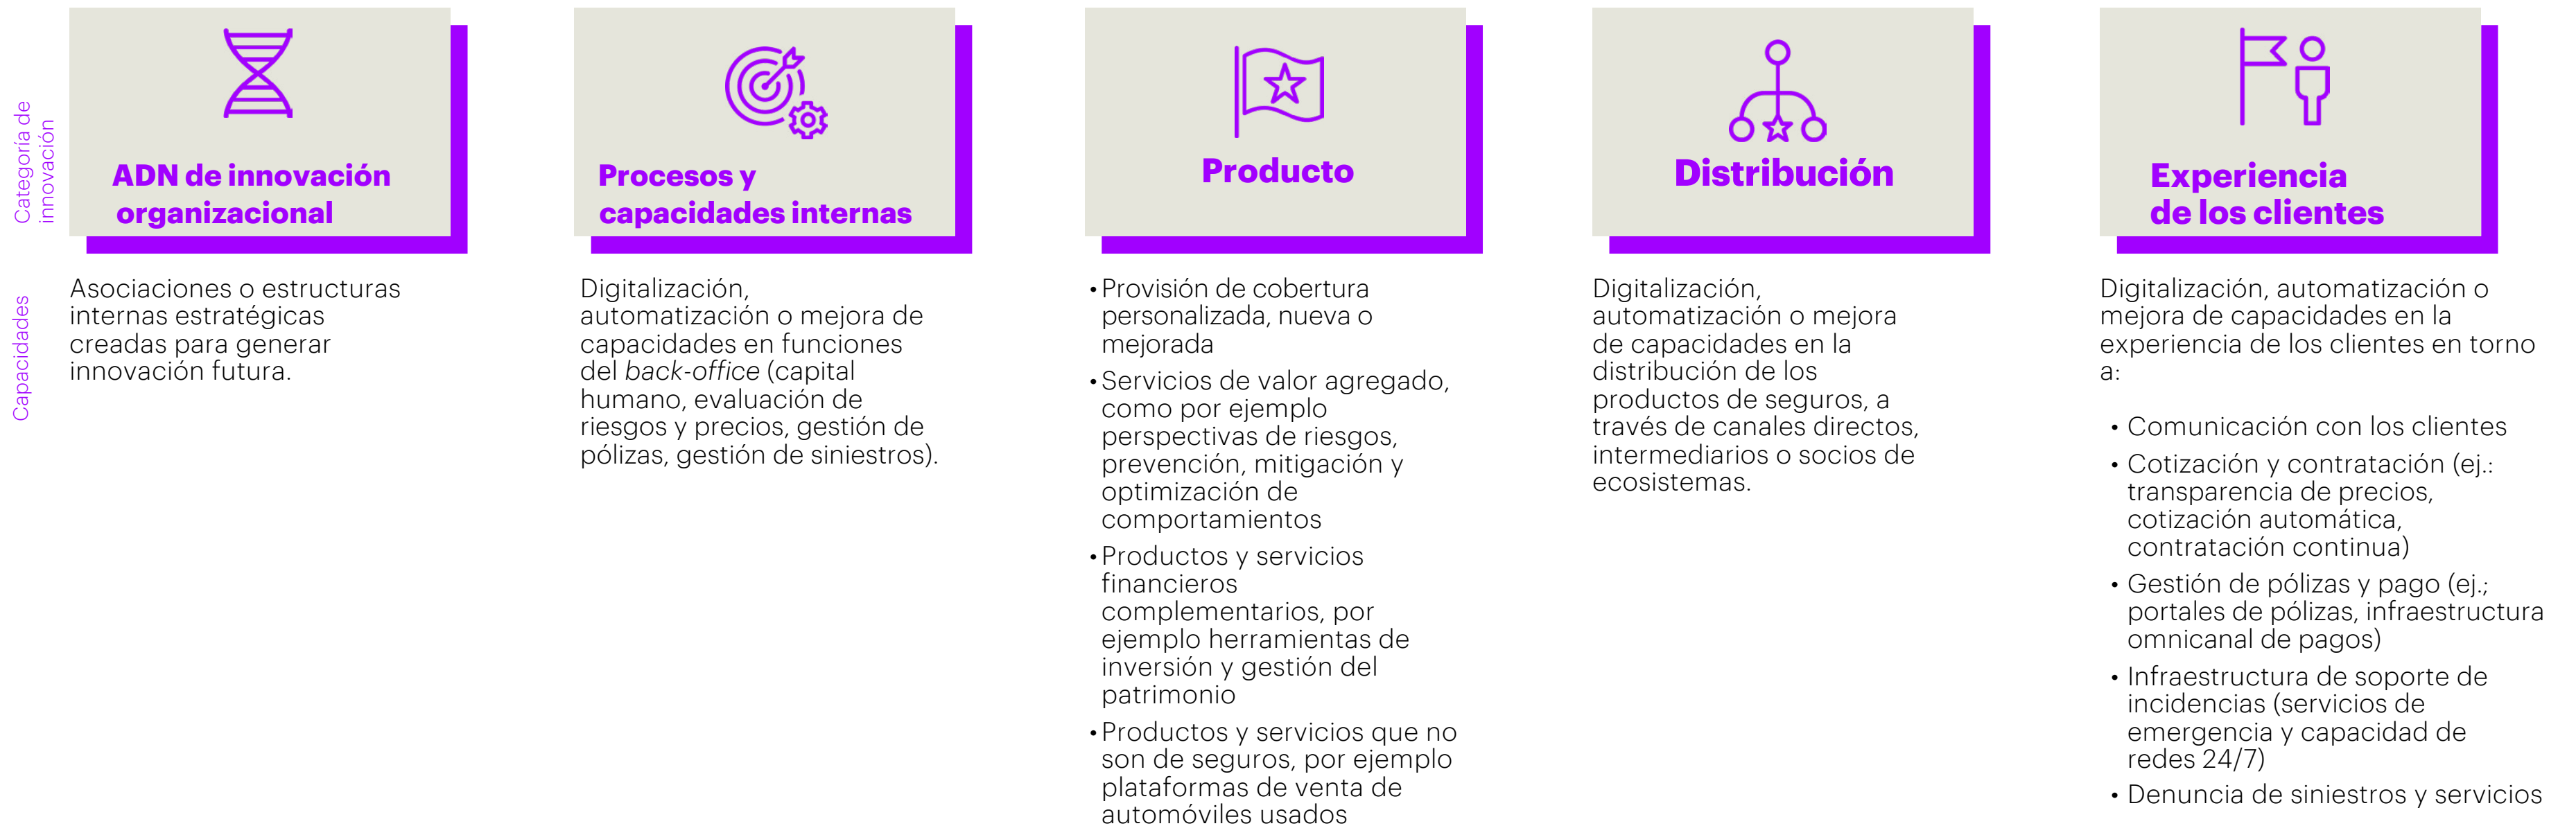 Categoría de
innovación
ADN de innovación
organizacional
Procesos y
capacidades internas
Producto
Distribución
Experiencia
de los clientes
Capacidades
Asociaciones o estructuras
internas estratégicas
creadas para generar
innovación futura.
Digitalización,
automatización o mejora de
capacidades en funciones
del back-office (capital
humano, evaluación de
riesgos y precios, gestión de
pólizas, gestión de siniestros).
• Provisión de cobertura
personalizada, nueva o
mejorada
• Servicios de valor agregado,
como por ejemplo
perspectivas de riesgos,
prevención, mitigación y
optimización de
comportamientos
• Productos y servicios
financieros
complementarios, por
ejemplo herramientas de
inversión y gestión del
patrimonio
• Productos y servicios que no
son de seguros, por ejemplo
plataformas de venta de
automóviles usados
Digitalización,
automatización o mejora
de capacidades en la
distribución de los
productos de seguros, a
través de canales directos,
intermediarios o socios de
ecosistemas.
Digitalización, automatización o
mejora de capacidades en la
experiencia de los clientes en torno
a:
• Comunicación con los clientes
• Cotización y contratación (ej.:
transparencia de precios,
cotización automática,
contratación continua)
• Gestión de pólizas y pago (ej.;
portales de pólizas, infraestructura
omnicanal de pagos)
• Infraestructura de soporte de
incidencias (servicios de
emergencia y capacidad de
redes 24/7)
• Denuncia de siniestros y servicios